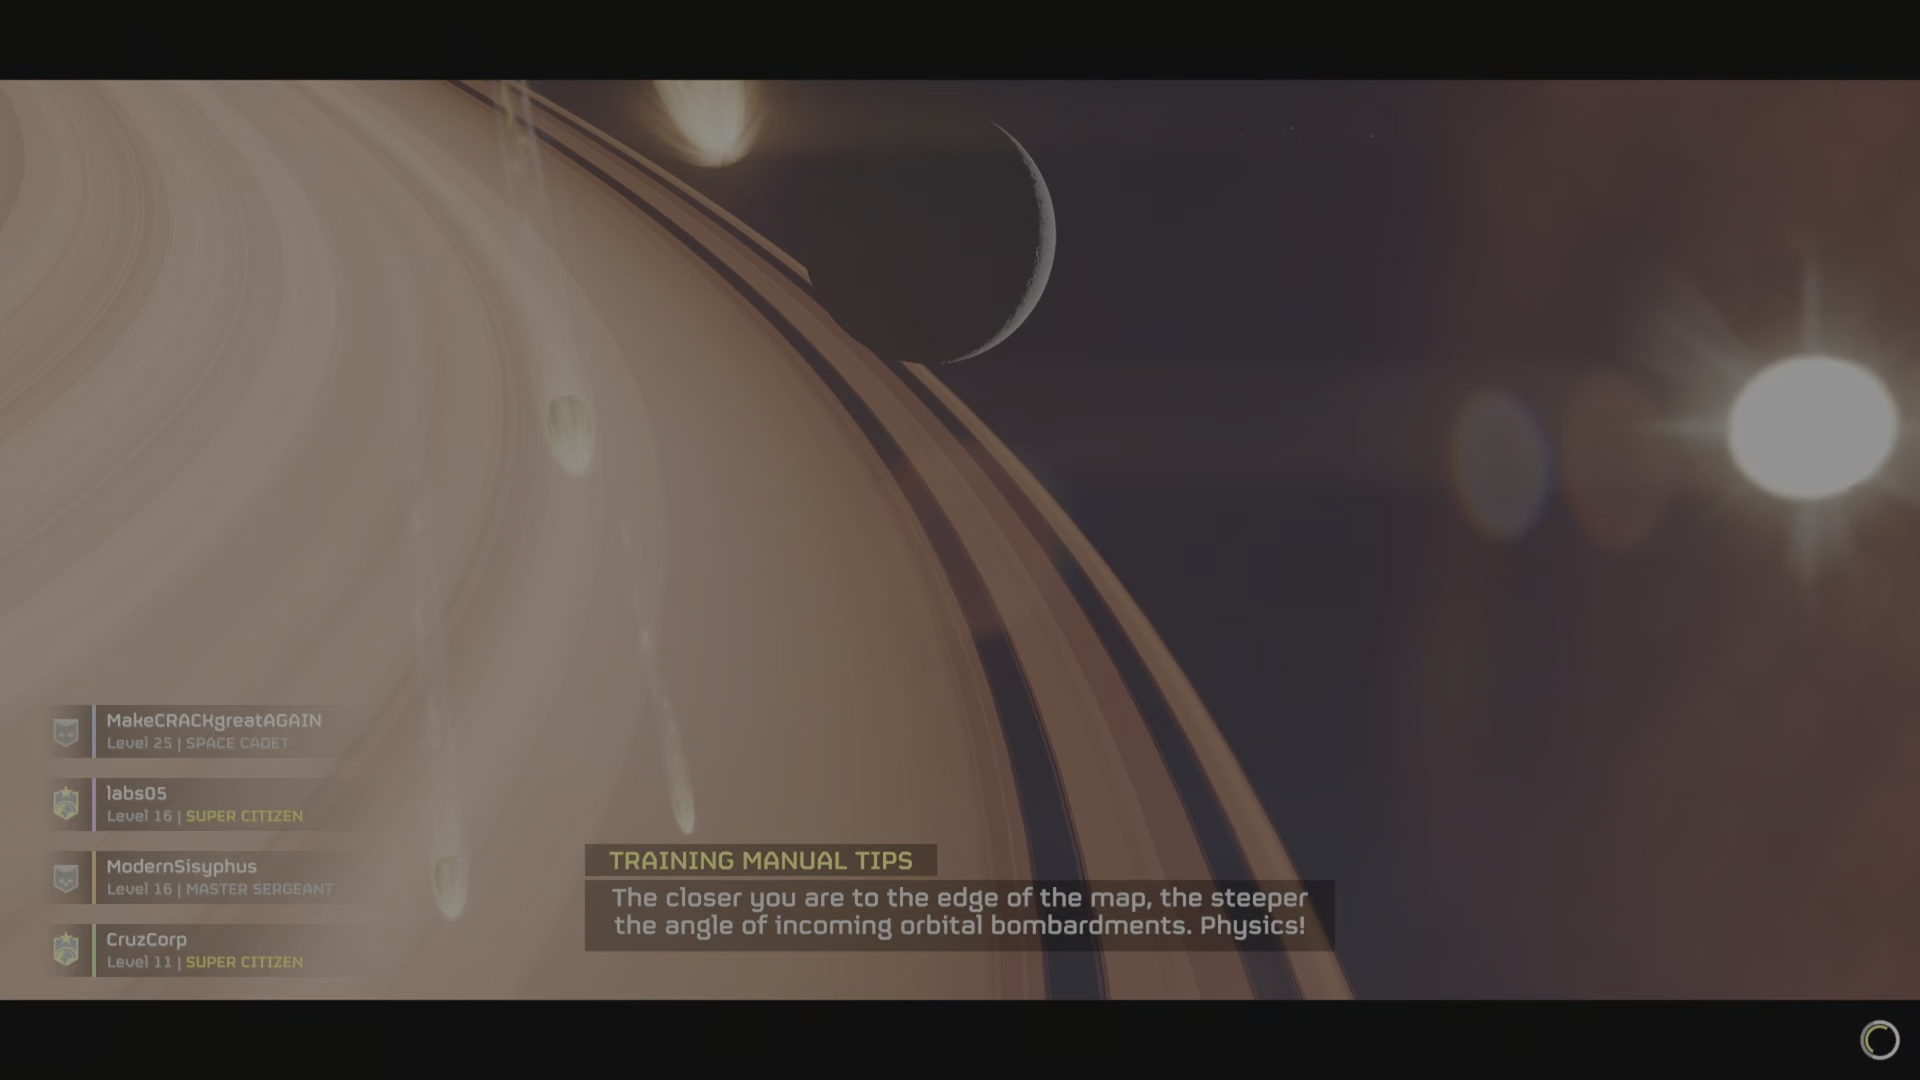 MakeCRACKgreatAGAIN
Level 25 | SPACE CADET
labs05
Level 16 | SUPER CITIZEN
ModernSisyphus
Level 16 | MASTER SERGEANT
CruzCorp
Level 11 | SUPER CITIZEN
TRAINING MANUAL TIPS
The closer you are to the edge of the map, the steeper
the angle of incoming orbital bombardments. Physics!